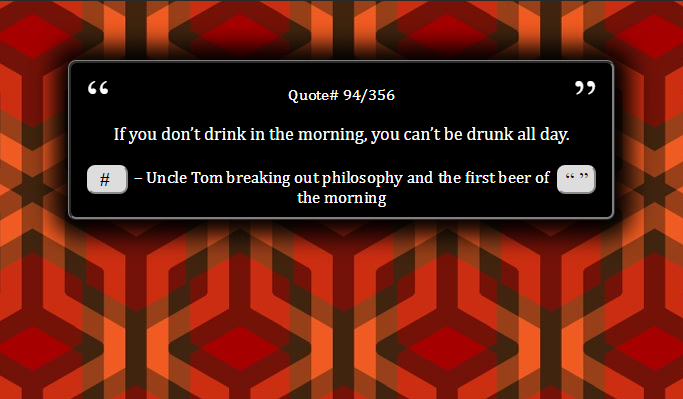 “ ”
Quote# 94/356
If you don’t drink in the morning, you can’t be drunk all day.
# – Uncle Tom breaking out philosophy and the first beer of “ ”
the morning